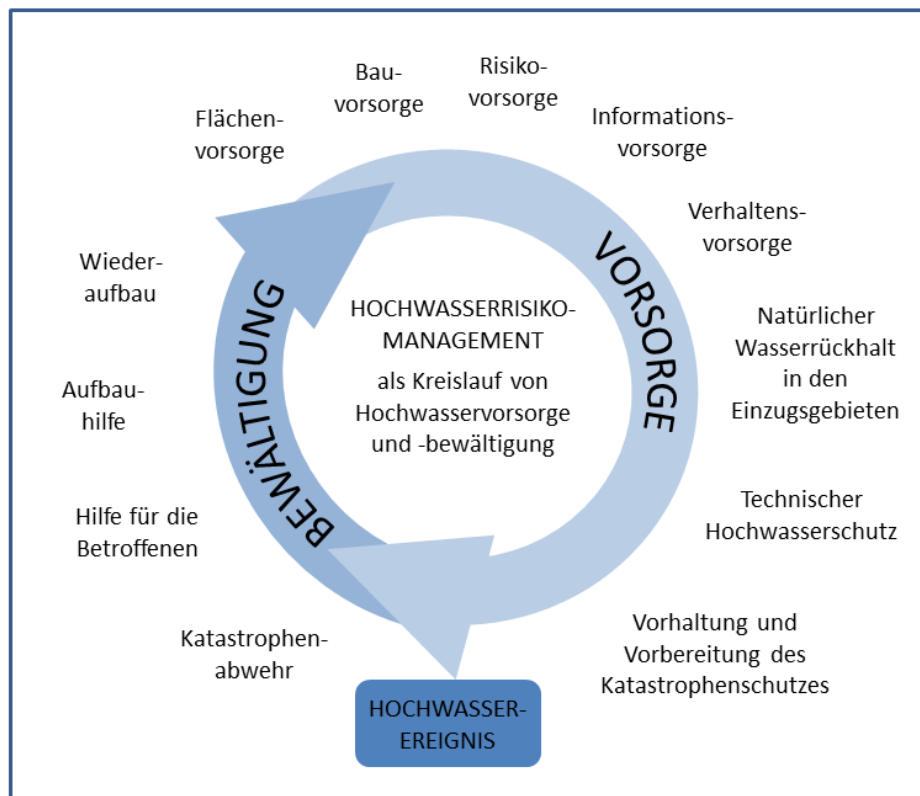 Bau-
vorsorge
Risiko-
vorsorge
Flächen-
vorsorge
Informations-
vorsorge
Verhaltens-
vorsorge
Wieder-
aufbau
VORSORGE
Natürlicher
Wasserrückhalt
in den
Einzugsgebieten
HOCHWASSERRISIKO-
MANAGEMENT
als Kreislauf von
Hochwasservorsorge
und -bewältigung
BEWÄLTIGUNG
Aufbau-
hilfe
Technischer
Hochwasserschutz
Hilfe für die
Betroffenen
Vorhaltung und
Vorbereitung des
Katastrophenschutzes
Katastrophen-
abwehr
HOCHWASSER-
EREIGNIS